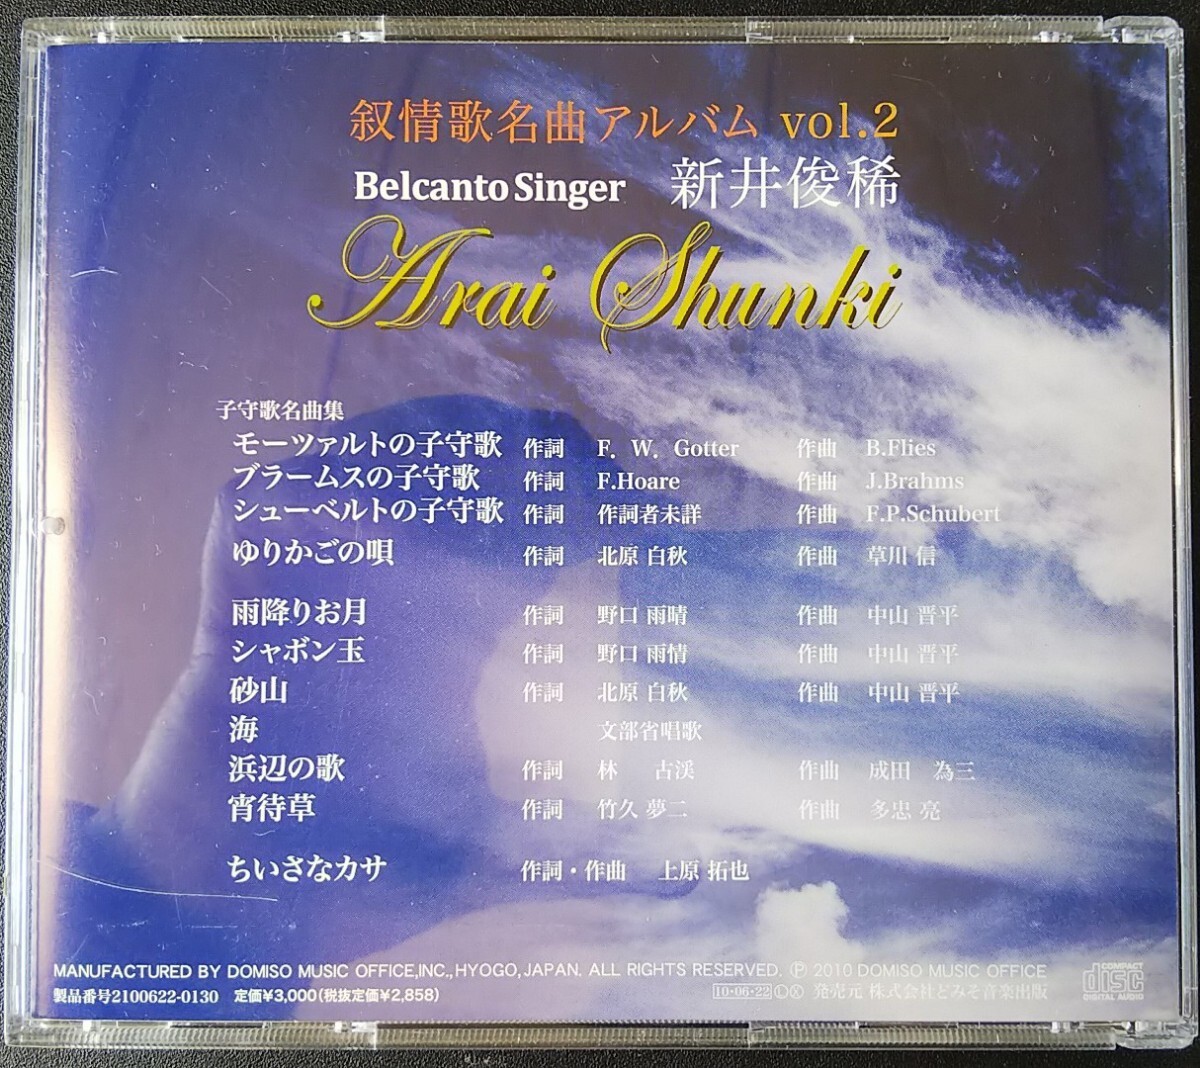 叙情歌名曲アルバム vol.2
Belcanto Singer 新井俊稀
Arai Shunki
子守歌名曲集
モーツァルトの子守歌 作詞 F. W. Gotter 作曲 B.Flies
ブラームスの子守歌 作詞 F.Hoare 作曲 J.Brahms
シューベルトの子守歌 作詞 作詞者未詳 作曲 F.P.Schubert
ゆりかごの唄 作詞 北原 白秋 作曲 草川 信
雨降りお月 作詞 野口 雨晴 作曲 中山 晋平
シャボン玉 作詞 野口 雨情 作曲 中山 晋平
砂山 作詞 北原 白秋 作曲 中山 晋平
海 文部省唱歌
浜辺の歌 作詞 林 古渓 作曲 成田 為三
宵待草 作詞 竹久 夢二 作曲 多忠 亮
ちいさなカサ 作詞・作曲 上原 拓也
MANUFACTURED BY DOMISO MUSIC OFFICE,INC.,HYOGO,JAPAN. ALL RIGHTS RESERVED. Ⓟ 2010 DOMISO MUSIC OFFICE
製品番号2100622-0130 定価¥3,000(税抜定価¥2,858) 10・06・22 Ⓛ Ⓧ 発売元 株式会社どみそ音楽出版
COMPACT
disc
DIGITAL AUDIO